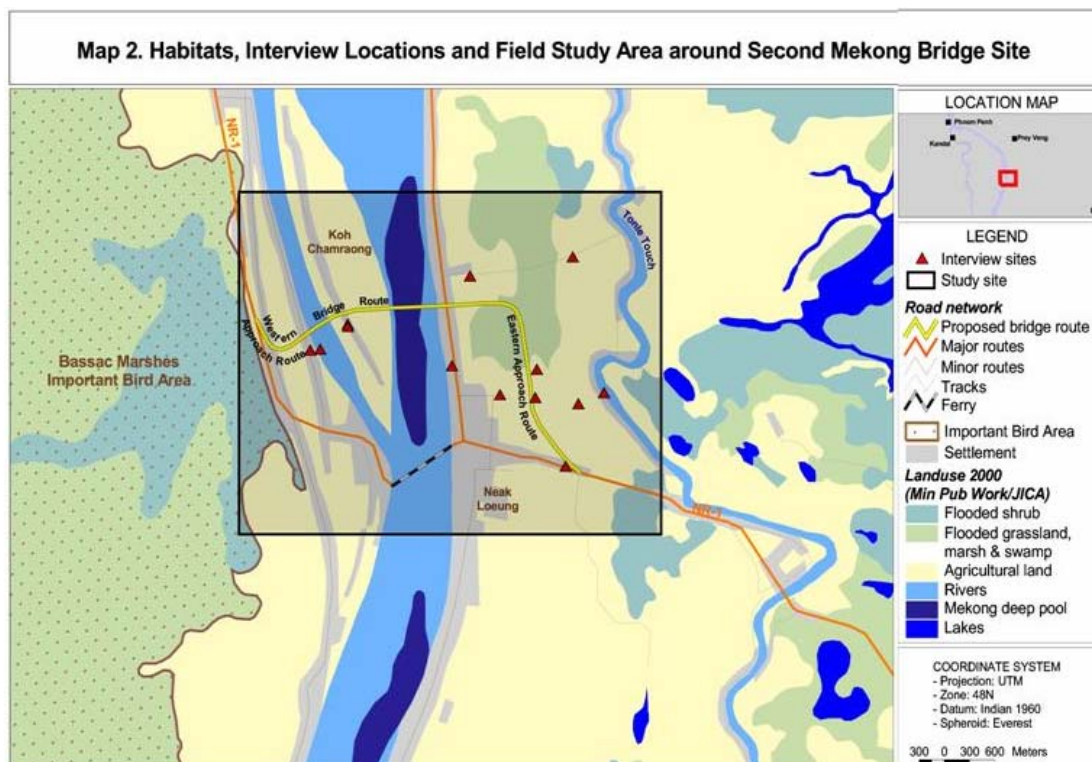 Map 2. Habitats, Interview Locations and Field Study Area around Second Mekong Bridge Site
NR-1
Koh
Chamraong
Tonle Touch
Western
Approach Route
Bridge
Route
Eastern Approach Route
Bassac Marshes
Important Bird Area
Neak
Loeung
NR-1
LOCATION MAP
Phnom Penh
Kandal
Prey Veng
LEGEND
Interview sites
Study site
Road network
Proposed bridge route
Major routes
Minor routes
Tracks
Ferry
Important Bird Area
Settlement
Landuse 2000
(Min Pub Work/JICA)
Flooded shrub
Flooded grassland,
marsh & swamp
Agricultural land
Rivers
Mekong deep pool
Lakes
COORDINATE SYSTEM
- Projection: UTM
- Zone: 48N
- Datum: Indian 1960
- Spheroid: Everest
300 0 300 600 Meters